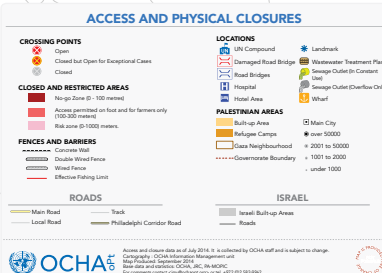 ACCESS AND PHYSICAL CLOSURES
CROSSING POINTS
Open
Closed but Open for Exceptional Cases
Closed
CLOSED AND RESTRICTED AREAS
No-go Zone (0 - 100 metres)
Access permitted on foot and for farmers only
(100-300 meters)
Risk zone (0-1000) meters.
FENCES AND BARRIERS
Concrete Wall
Double Wired Fence
Wired Fence
Effective Fishing Limit
LOCATIONS
UN Compound
Damaged Road Bridge
Road Bridges
Hospital
Hotel Area
Landmark
Wastewater Treatment Plan
Sewage Outlet (In Constant
Use)
Sewage Outlet (Overflow Onl
Wharf
PALESTINIAN AREAS
Built-up Area
Refugee Camps
Gaza Neighbourhood
Governorate Boundary
Main City
over 50000
2001 to 50000
1001 to 2000
under 1000
ROADS
Main Road
Local Road
Track
Philadelphi Corridor Road
ISRAEL
Israeli Built-up Areas
Roads
OCHA oPt
Access and closure data as of July 2014. It is collected by OCHA staff and is subject to change.
Cartography : OCHA Information Management unit
Map Produced: September 2014
Base data and statistics: OCHA, JRC, PA-MOPIC